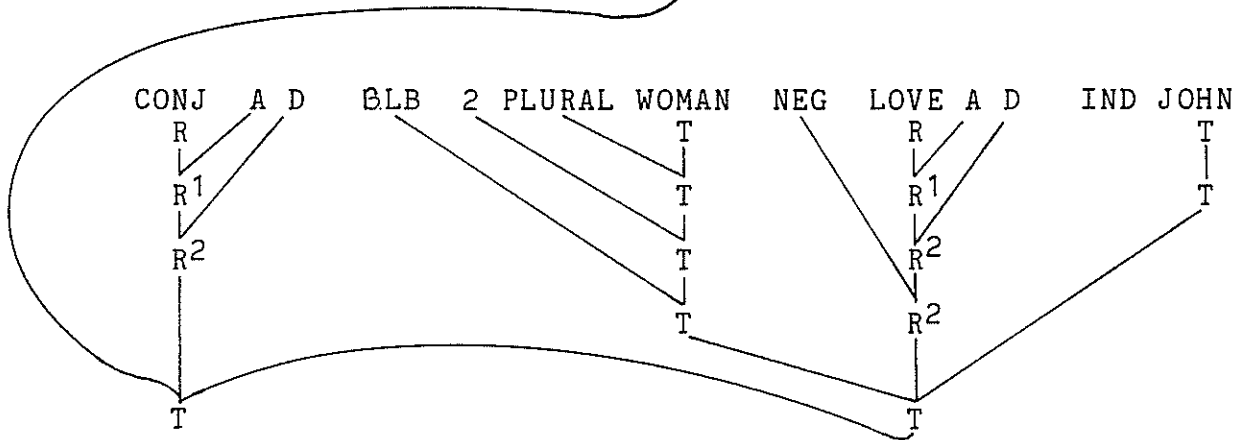 CONJ A D BLB 2 PLURAL WOMAN NEG LOVE A D IND JOHN
R T R T
R1 T R1 T
R2 T R2
T R2
T T